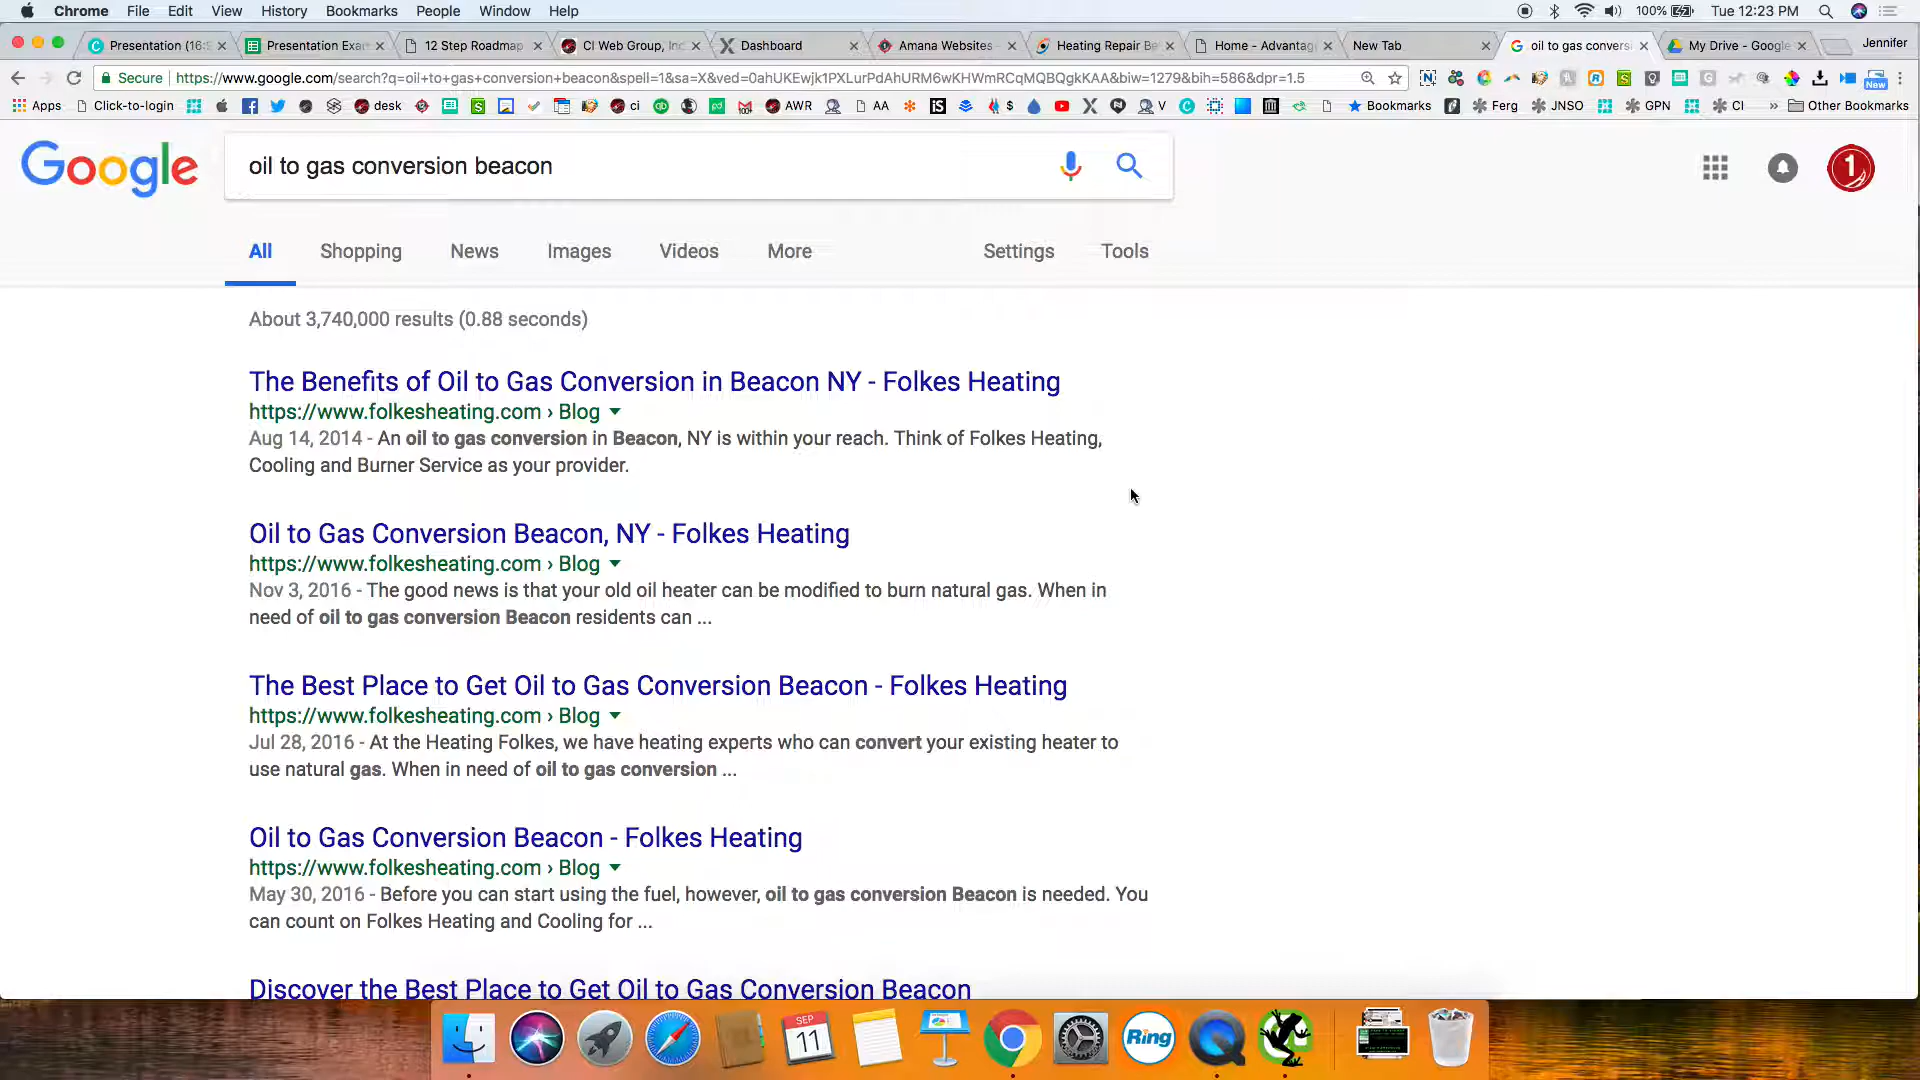 Chrome File Edit View History Bookmarks People Window Help 100% Tue 12:23 PM
Presentation (16:9 Presentation Exam 12 Step Roadmap CI Web Group, Inc. Dashboard Amana Websites - Heating Repair Be Home - Advantag New Tab oil to gas conversi My Drive - Google Jennifer
Secure https://www.google.com/search?q=oil+to+gas+conversion+beacon&spell=1&sa=X&ved=0ahUKEwjk1PXLurPdAhURM6wKHWmRCqMQBQgkKAA&biw=1279&bih=586&dpr=1.5
New
Apps Click-to-login desk ci AWR AA $ V Bookmarks Ferg JNSO GPN CI » Other Bookmarks
Google oil to gas conversion beacon 1
All Shopping News Images Videos More Settings Tools
About 3,740,000 results (0.88 seconds)
The Benefits of Oil to Gas Conversion in Beacon NY - Folkes Heating
https://www.folkesheating.com › Blog
Aug 14, 2014 - An oil to gas conversion in Beacon, NY is within your reach. Think of Folkes Heating,
Cooling and Burner Service as your provider.
Oil to Gas Conversion Beacon, NY - Folkes Heating
https://www.folkesheating.com › Blog
Nov 3, 2016 - The good news is that your old oil heater can be modified to burn natural gas. When in
need of oil to gas conversion Beacon residents can ...
The Best Place to Get Oil to Gas Conversion Beacon - Folkes Heating
https://www.folkesheating.com › Blog
Jul 28, 2016 - At the Heating Folkes, we have heating experts who can convert your existing heater to
use natural gas. When in need of oil to gas conversion ...
Oil to Gas Conversion Beacon - Folkes Heating
https://www.folkesheating.com › Blog
May 30, 2016 - Before you can start using the fuel, however, oil to gas conversion Beacon is needed. You
can count on Folkes Heating and Cooling for ...
Discover the Best Place to Get Oil to Gas Conversion Beacon
SEP
11
Ring